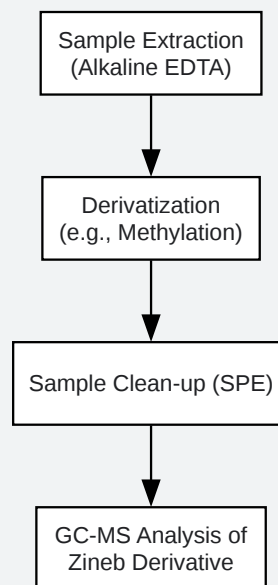 Sample Extraction
(Alkaline EDTA)
Derivatization
(e.g., Methylation)
Sample Clean-up (SPE)
GC-MS Analysis of
Zineb Derivative